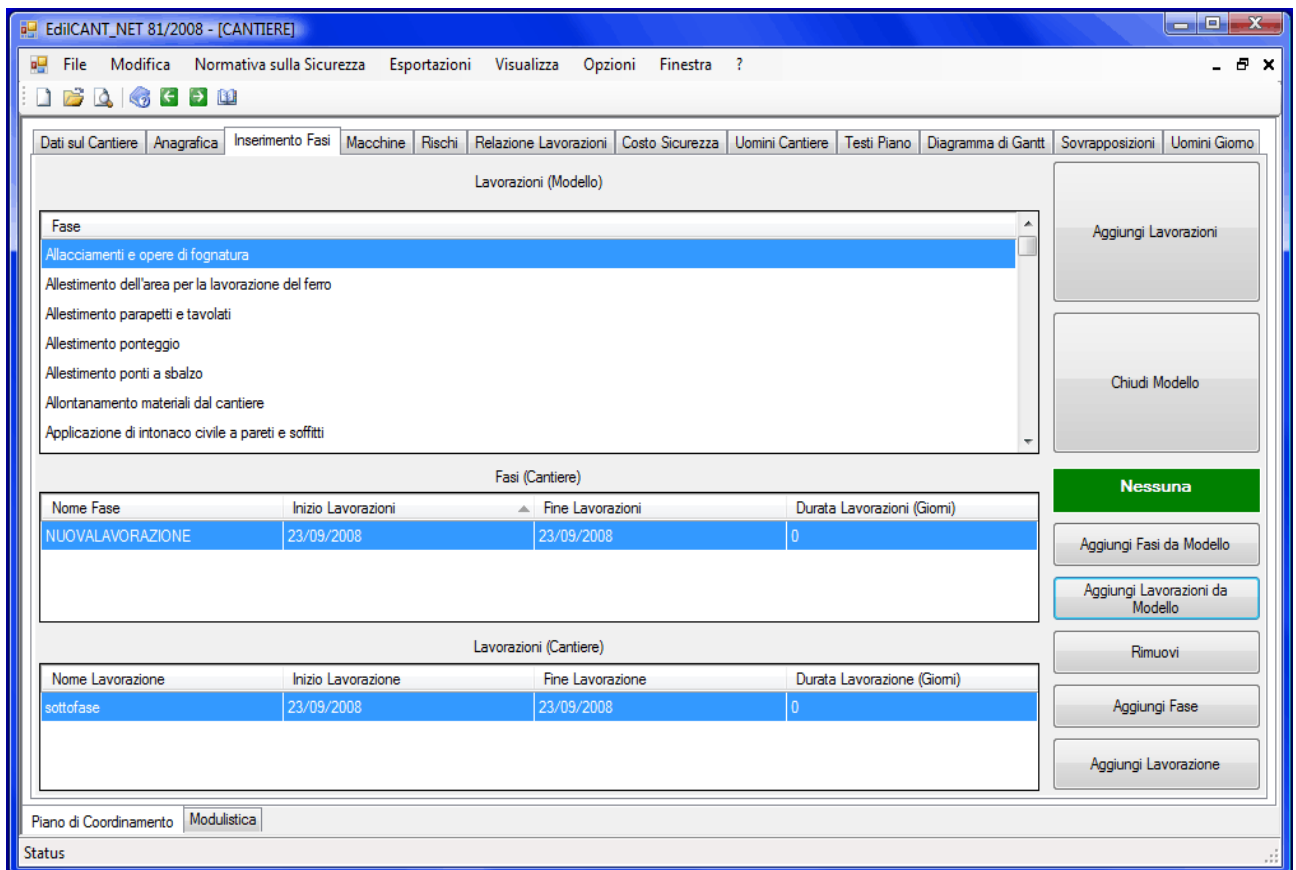 EdilCANT_NET 81/2008 - [CANTIERE]
File Modifica Normativa sulla Sicurezza Esportazioni Visualizza Opzioni Finestra ?
Dati sul Cantiere Anagrafica Inserimento Fasi Macchine Rischi Relazione Lavorazioni Costo Sicurezza Uomini Cantiere Testi Piano Diagramma di Gantt Sovrapposizioni Uomini Giorno
Lavorazioni (Modello)
Fase
Allacciamenti e opere di fognatura
Allestimento dell'area per la lavorazione del ferro
Allestimento parapetti e tavolati
Allestimento ponteggio
Allestimento ponti a sbalzo
Allontanamento materiali dal cantiere
Applicazione di intonaco civile a pareti e soffitti
Aggiungi Lavorazioni
Chiudi Modello
Fasi (Cantiere)
Nome Fase Inizio Lavorazioni Fine Lavorazioni Durata Lavorazioni (Giorni)
NUOVALAVORAZIONE 23/09/2008 23/09/2008 0
Nessuna
Aggiungi Fasi da Modello
Aggiungi Lavorazioni da
Modello
Lavorazioni (Cantiere)
Nome Lavorazione Inizio Lavorazione Fine Lavorazione Durata Lavorazione (Giorni)
sottofase 23/09/2008 23/09/2008 0
Rimuovi
Aggiungi Fase
Aggiungi Lavorazione
Piano di Coordinamento Modulistica
Status